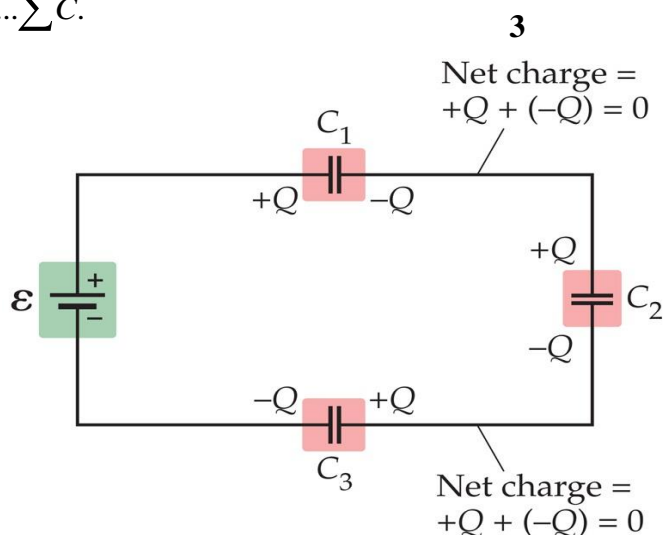 ...∑C.
3
Net charge =
+Q + (–Q) = 0
C1
+Q –Q
+Q
ε + –
C2
–Q
–Q +Q
C3
Net charge =
+Q + (–Q) = 0